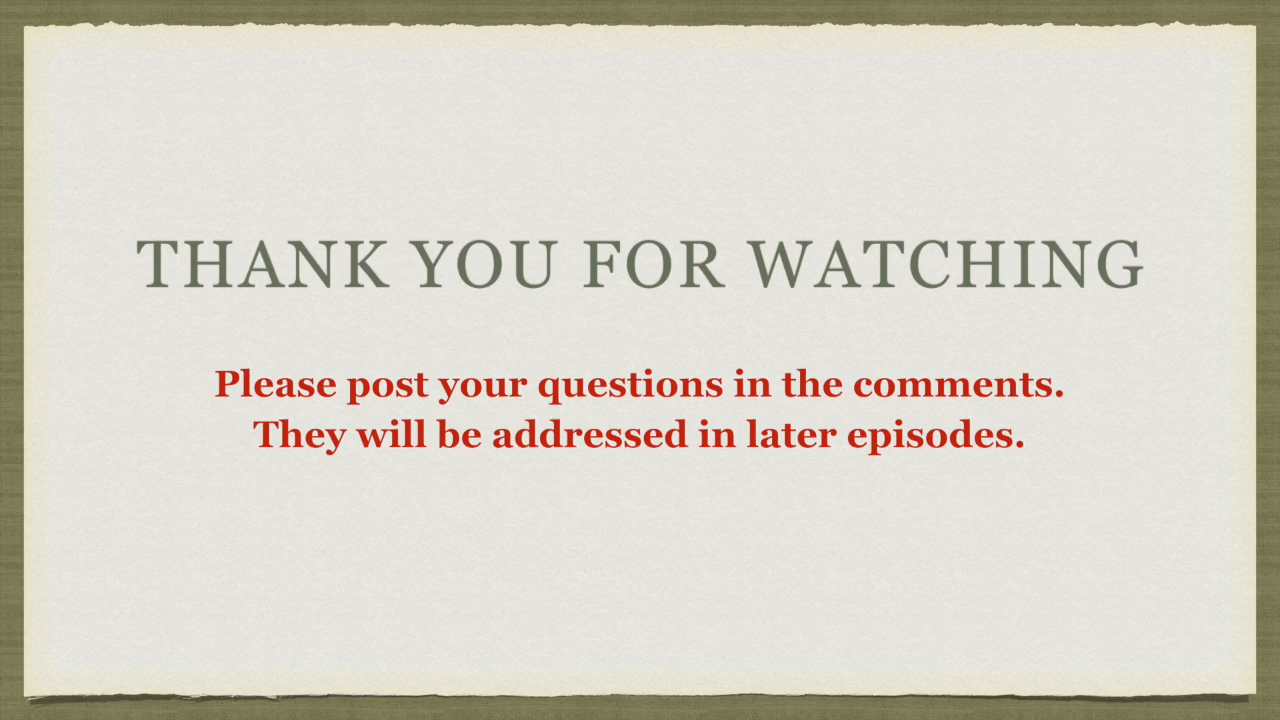 THANK YOU FOR WATCHING
Please post your questions in the comments.
They will be addressed in later episodes.